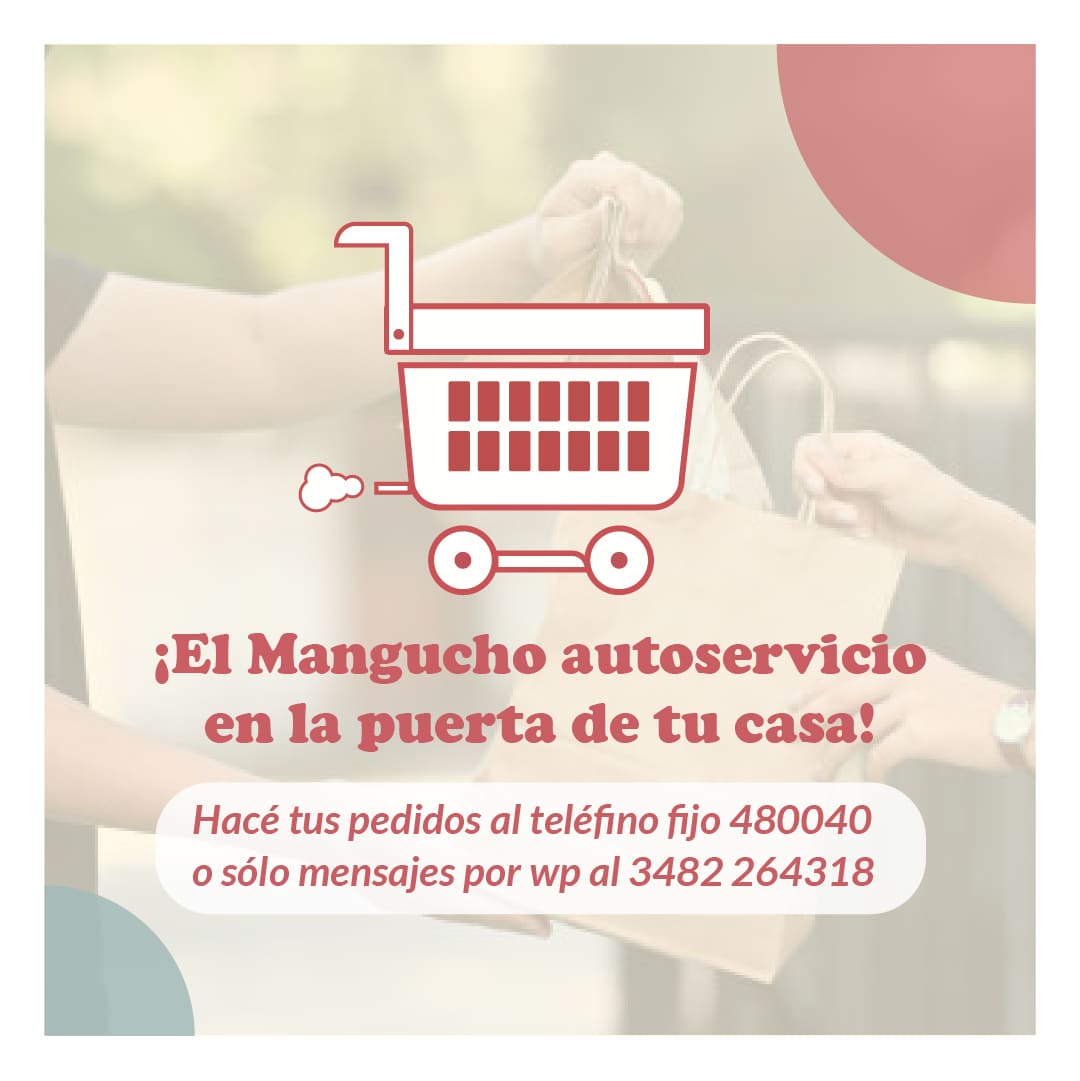 ¡El Mangucho autoservicio
en la puerta de tu casa!
Hacé tus pedidos al teléfino fijo 480040
o sólo mensajes por wp al 3482 264318